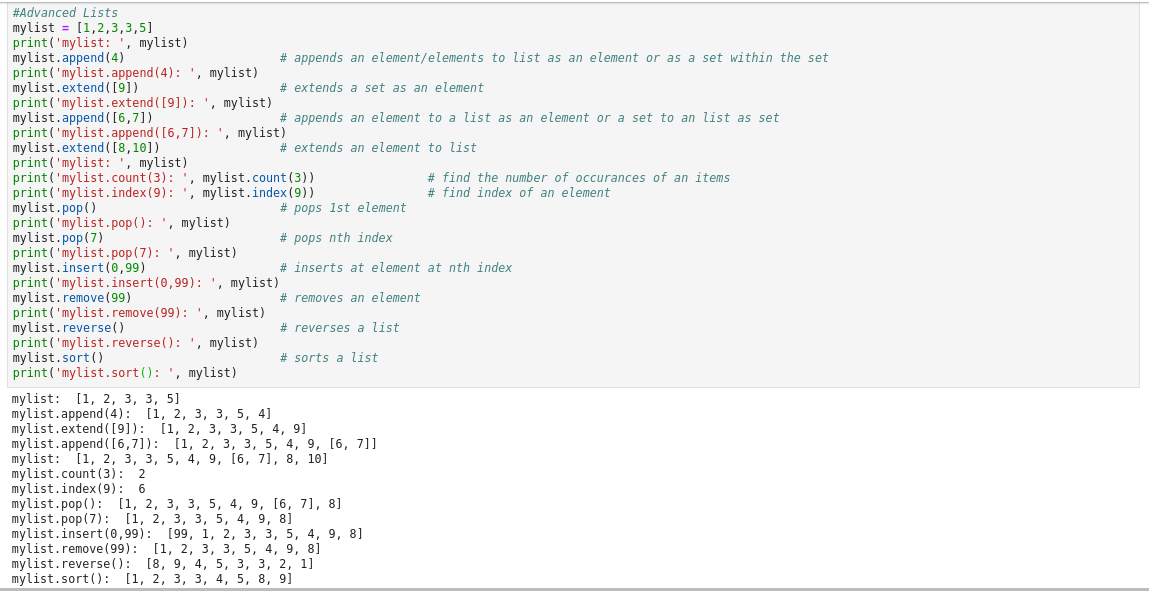 #Advanced Lists
mylist = [1,2,3,3,5]
print('mylist: ', mylist)
mylist.append(4)                      # appends an element/elements to list as an element or as a set within the set
print('mylist.append(4): ', mylist)
mylist.extend([9])                    # extends a set as an element
print('mylist.extend([9]): ', mylist)
mylist.append([6,7])                  # appends an element to a list as an element or a set to an list as set
print('mylist.append([6,7]): ', mylist)
mylist.extend([8,10])                 # extends an element to list
print('mylist: ', mylist)
print('mylist.count(3): ', mylist.count(3))                # find the number of occurances of an items
print('mylist.index(9): ', mylist.index(9))                # find index of an element
mylist.pop()                          # pops 1st element
print('mylist.pop(): ', mylist)
mylist.pop(7)                         # pops nth index
print('mylist.pop(7): ', mylist)
mylist.insert(0,99)                   # inserts at element at nth index
print('mylist.insert(0,99): ', mylist)
mylist.remove(99)                     # removes an element
print('mylist.remove(99): ', mylist)
mylist.reverse()                      # reverses a list
print('mylist.reverse(): ', mylist)
mylist.sort()                         # sorts a list
print('mylist.sort(): ', mylist)
mylist:  [1, 2, 3, 3, 5]
mylist.append(4):  [1, 2, 3, 3, 5, 4]
mylist.extend([9]):  [1, 2, 3, 3, 5, 4, 9]
mylist.append([6,7]):  [1, 2, 3, 3, 5, 4, 9, [6, 7]]
mylist:  [1, 2, 3, 3, 5, 4, 9, [6, 7], 8, 10]
mylist.count(3):  2
mylist.index(9):  6
mylist.pop():  [1, 2, 3, 3, 5, 4, 9, [6, 7], 8]
mylist.pop(7):  [1, 2, 3, 3, 5, 4, 9, 8]
mylist.insert(0,99):  [99, 1, 2, 3, 3, 5, 4, 9, 8]
mylist.remove(99):  [1, 2, 3, 3, 5, 4, 9, 8]
mylist.reverse():  [8, 9, 4, 5, 3, 3, 2, 1]
mylist.sort():  [1, 2, 3, 3, 4, 5, 8, 9]